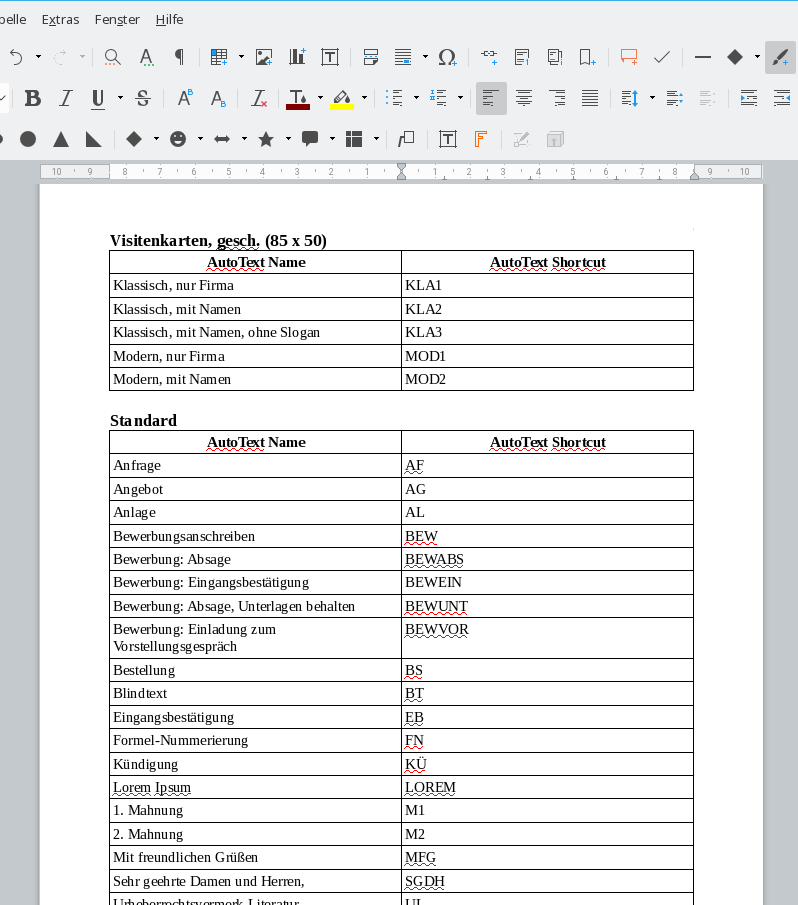 Extras Fenster Hilfe
10 9 8 7 6 5 4 3 2 1 1 2 3 4 5 6 7 8 9 10
Visitenkarten, gesch. (85 x 50)
AutoText Name AutoText Shortcut
Klassisch, nur Firma KLA1
Klassisch, mit Namen KLA2
Klassisch, mit Namen, ohne Slogan KLA3
Modern, nur Firma MOD1
Modern, mit Namen MOD2
Standard
AutoText Name AutoText Shortcut
Anfrage AF
Angebot AG
Anlage AL
Bewerbungsanschreiben BEW
Bewerbung: Absage BEWABS
Bewerbung: Eingangsbestätigung BEWEIN
Bewerbung: Absage, Unterlagen behalten BEWUNT
Bewerbung: Einladung zum BEWVOR
Vorstellungsgespräch
Bestellung BS
Blindtext BT
Eingangsbestätigung EB
Formel-Nummerierung FN
Kündigung KÜ
Lorem Ipsum LOREM
1. Mahnung M1
2. Mahnung M2
Mit freundlichen Grüßen MFG
Sehr geehrte Damen und Herren, SGDH
Urheberrechtsvermerk Literatur